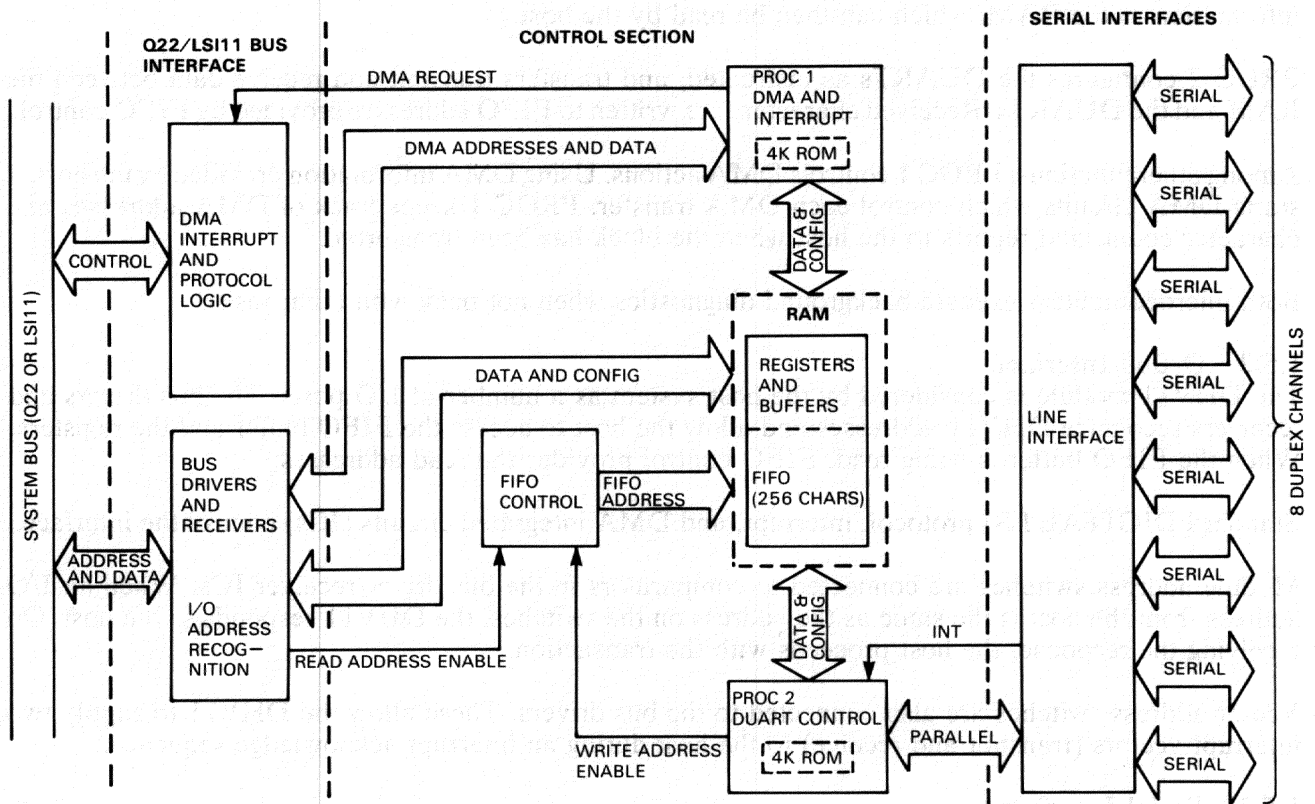 SERIAL INTERFACES
Q22/LSI11 BUS
INTERFACE
CONTROL SECTION
DMA REQUEST
PROC 1
DMA AND
INTERRUPT
4K ROM
DMA ADDRESSES AND DATA
DMA
INTERRUPT
AND
PROTOCOL
LOGIC
CONTROL
DATA &
CONFIG
RAM
REGISTERS
AND
BUFFERS
FIFO
(256 CHARS)
DATA AND CONFIG
FIFO
CONTROL
FIFO
ADDRESS
BUS
DRIVERS
AND
RECEIVERS
I/O
ADDRESS
RECOG–
NITION
ADDRESS
AND DATA
SYSTEM BUS (Q22 OR LSI11)
READ ADDRESS ENABLE
WRITE ADDRESS
ENABLE
DATA &
CONFIG
PROC 2
DUART CONTROL
4K ROM
INT
PARALLEL
LINE
INTERFACE
SERIAL
SERIAL
SERIAL
SERIAL
SERIAL
SERIAL
SERIAL
SERIAL
8 DUPLEX CHANNELS